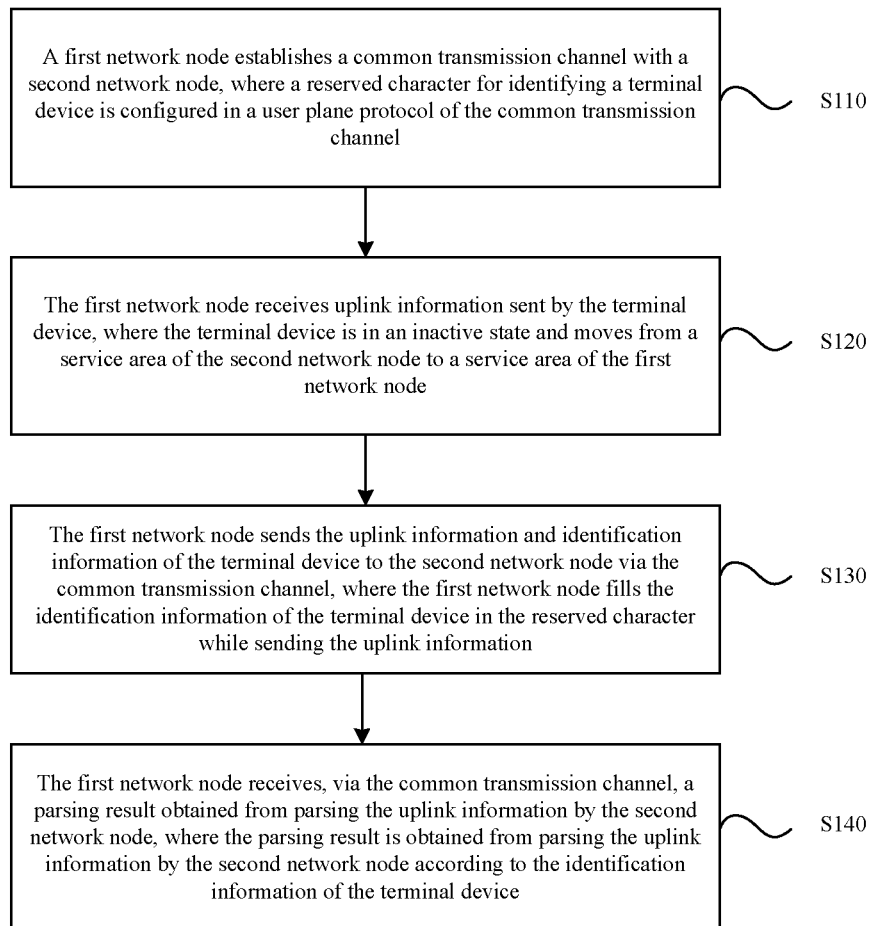 A first network node establishes a common transmission channel with a
second network node, where a reserved character for identifying a terminal
device is configured in a user plane protocol of the common transmission
channel
S110
The first network node receives uplink information sent by the terminal
device, where the terminal device is in an inactive state and moves from a
service area of the second network node to a service area of the first
network node
S120
The first network node sends the uplink information and identification
information of the terminal device to the second network node via the
common transmission channel, where the first network node fills the
identification information of the terminal device in the reserved character
while sending the uplink information
S130
The first network node receives, via the common transmission channel, a
parsing result obtained from parsing the uplink information by the second
network node, where the parsing result is obtained from parsing the uplink
information by the second network node according to the identification
information of the terminal device
S140